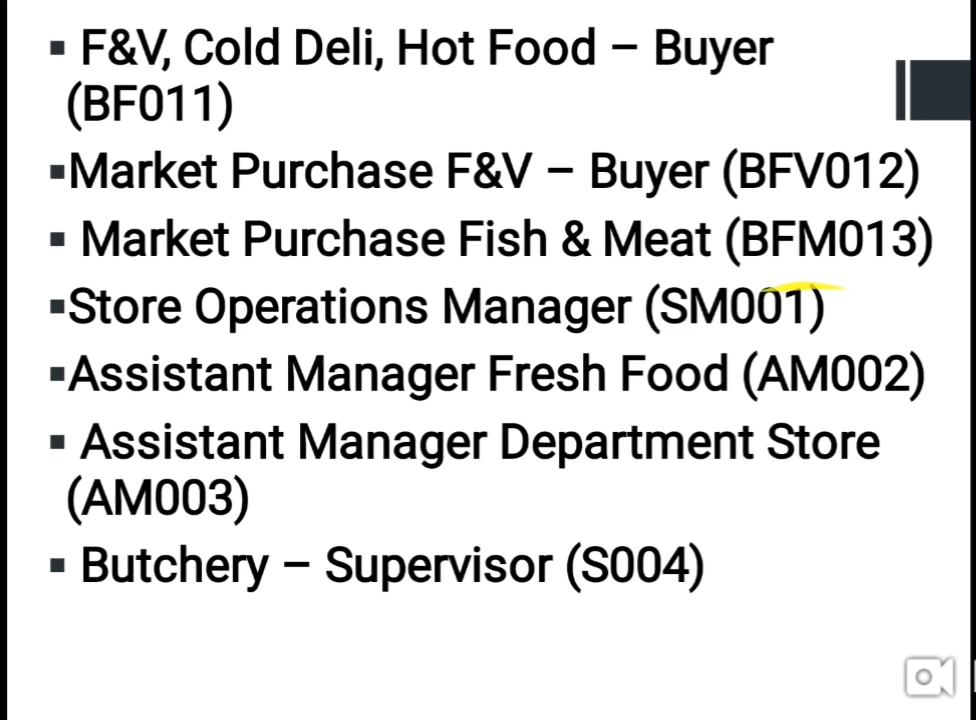 ▪ F&V, Cold Deli, Hot Food – Buyer
(BF011)
▪Market Purchase F&V – Buyer (BFV012)
▪ Market Purchase Fish & Meat (BFM013)
▪Store Operations Manager (SM001)
▪Assistant Manager Fresh Food (AM002)
▪ Assistant Manager Department Store
(AM003)
▪ Butchery – Supervisor (S004)